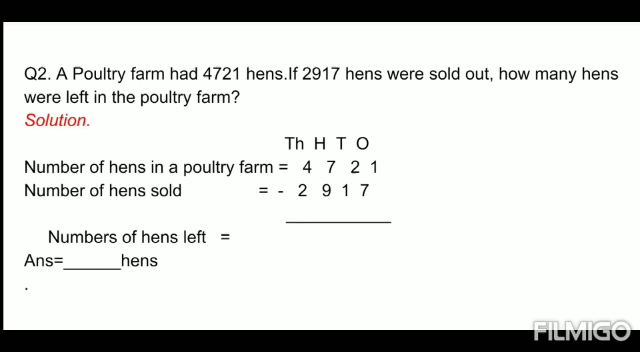 Q2. A Poultry farm had 4721 hens.If 2917 hens were sold out, how many hens
were left in the poultry farm?
Solution.
Th H T O
Number of hens in a poultry farm = 4 7 2 1
Number of hens sold = - 2 9 1 7
Numbers of hens left =
Ans=______hens
.
FILMIGO